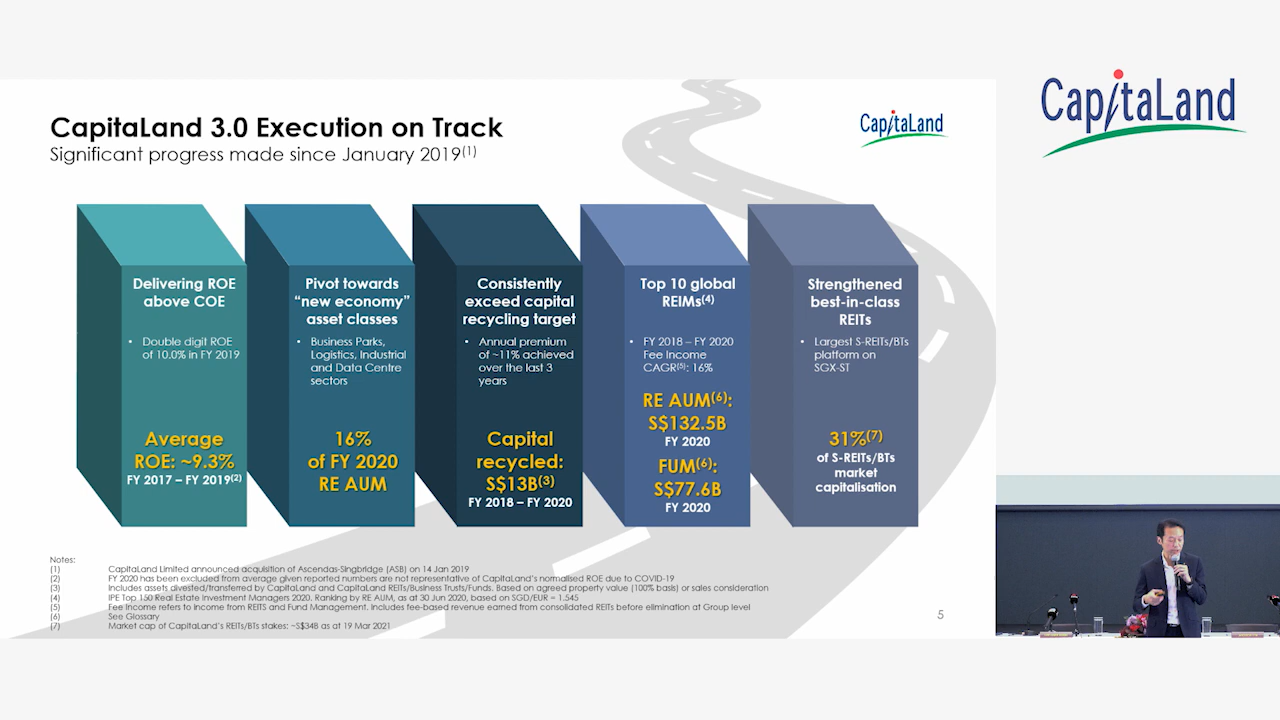 CapitaLand 3.0 Execution on Track
Significant progress made since January 2019(1)
CapitaLand
CapitaLand
Delivering ROE
above COE
• Double digit ROE
of 10.0% in FY 2019
Average
ROE: ~9.3%
FY 2017 – FY 2019(2)
Pivot towards
“new economy”
asset classes
• Business Parks,
Logistics, Industrial
and Data Centre
sectors
16%
of FY 2020
RE AUM
Consistently
exceed capital
recycling target
• Annual premium
of ~11% achieved
over the last 3
years
Capital
recycled:
S$13B(3)
FY 2018 – FY 2020
Top 10 global
REIMs(4)
• FY 2018 – FY 2020
Fee Income
CAGR(5): 16%
RE AUM(6):
S$132.5B
FY 2020
FUM(6):
S$77.6B
FY 2020
Strengthened
best-in-class
REITs
• Largest S-REITs/BTs
platform on
SGX-ST
31%(7)
of S-REITs/BTs
market
capitalisation
Notes:
(1) CapitaLand Limited announced acquisition of Ascendas-Singbridge (ASB) on 14 Jan 2019
(2) FY 2020 has been excluded from average given reported numbers are not representative of CapitaLand's normalised ROE due to COVID-19
(3) Includes assets divested/transferred by CapitaLand and CapitaLand REITs/Business Trusts/Funds. Based on agreed property value (100% basis) or sales consideration
(4) IPE Top 150 Real Estate Investment Managers 2020. Ranking by RE AUM, as at 30 Jun 2020, based on SGD/EUR = 1.545
(5) Fee Income refers to income from REITS and Fund Management. Includes fee-based revenue earned from consolidated REITs before elimination at Group level
(6) See Glossary
(7) Market cap of CapitaLand's REITs/BTs stakes: ~S$34B as at 19 Mar 2021
5